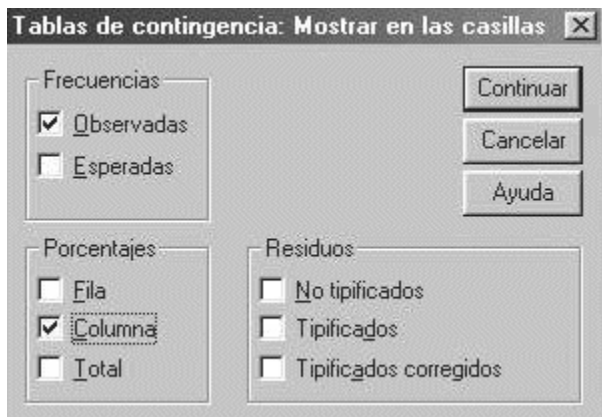 Tablas de contingencia: Mostrar en las casillas
Frecuencias
Observadas
Esperadas
Continuar
Cancelar
Ayuda
Porcentajes
Fila
Columna
Total
Residuos
No tipificados
Tipificados
Tipificados corregidos